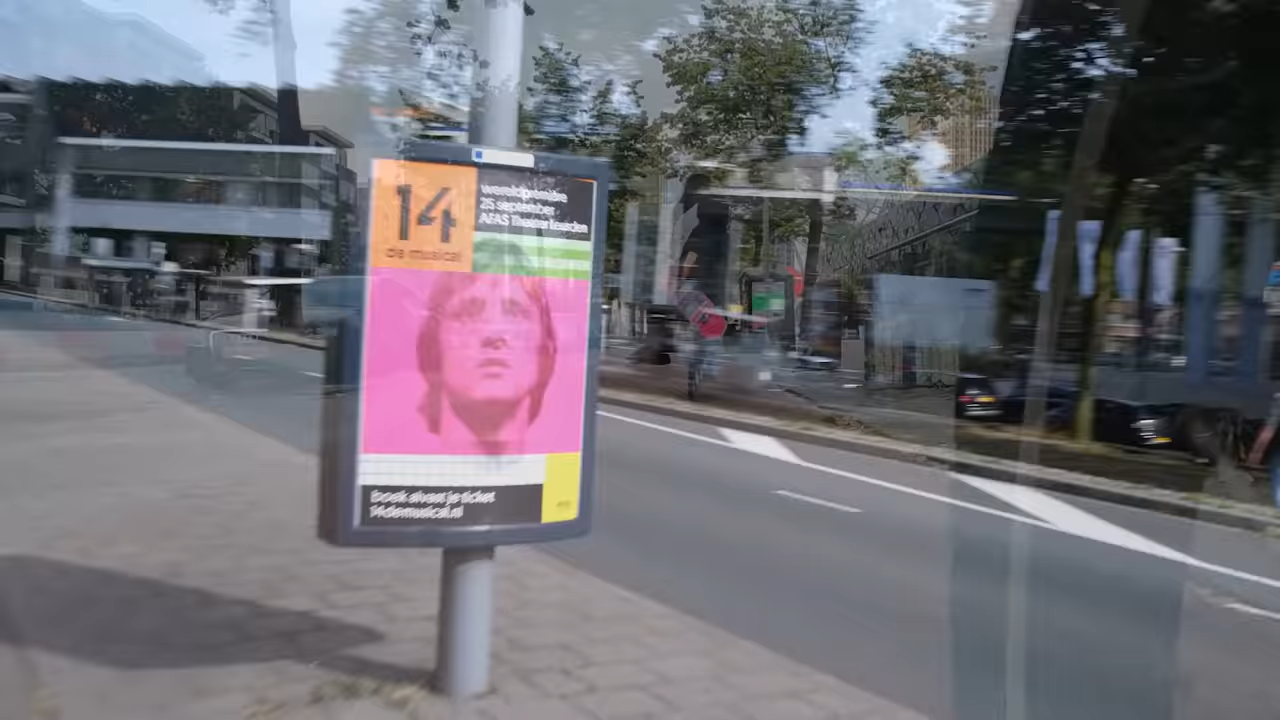 14
de musical
wereldpremière
25 september
AFAS Theater Leusden
boek alvast je ticket
14demusical.nl